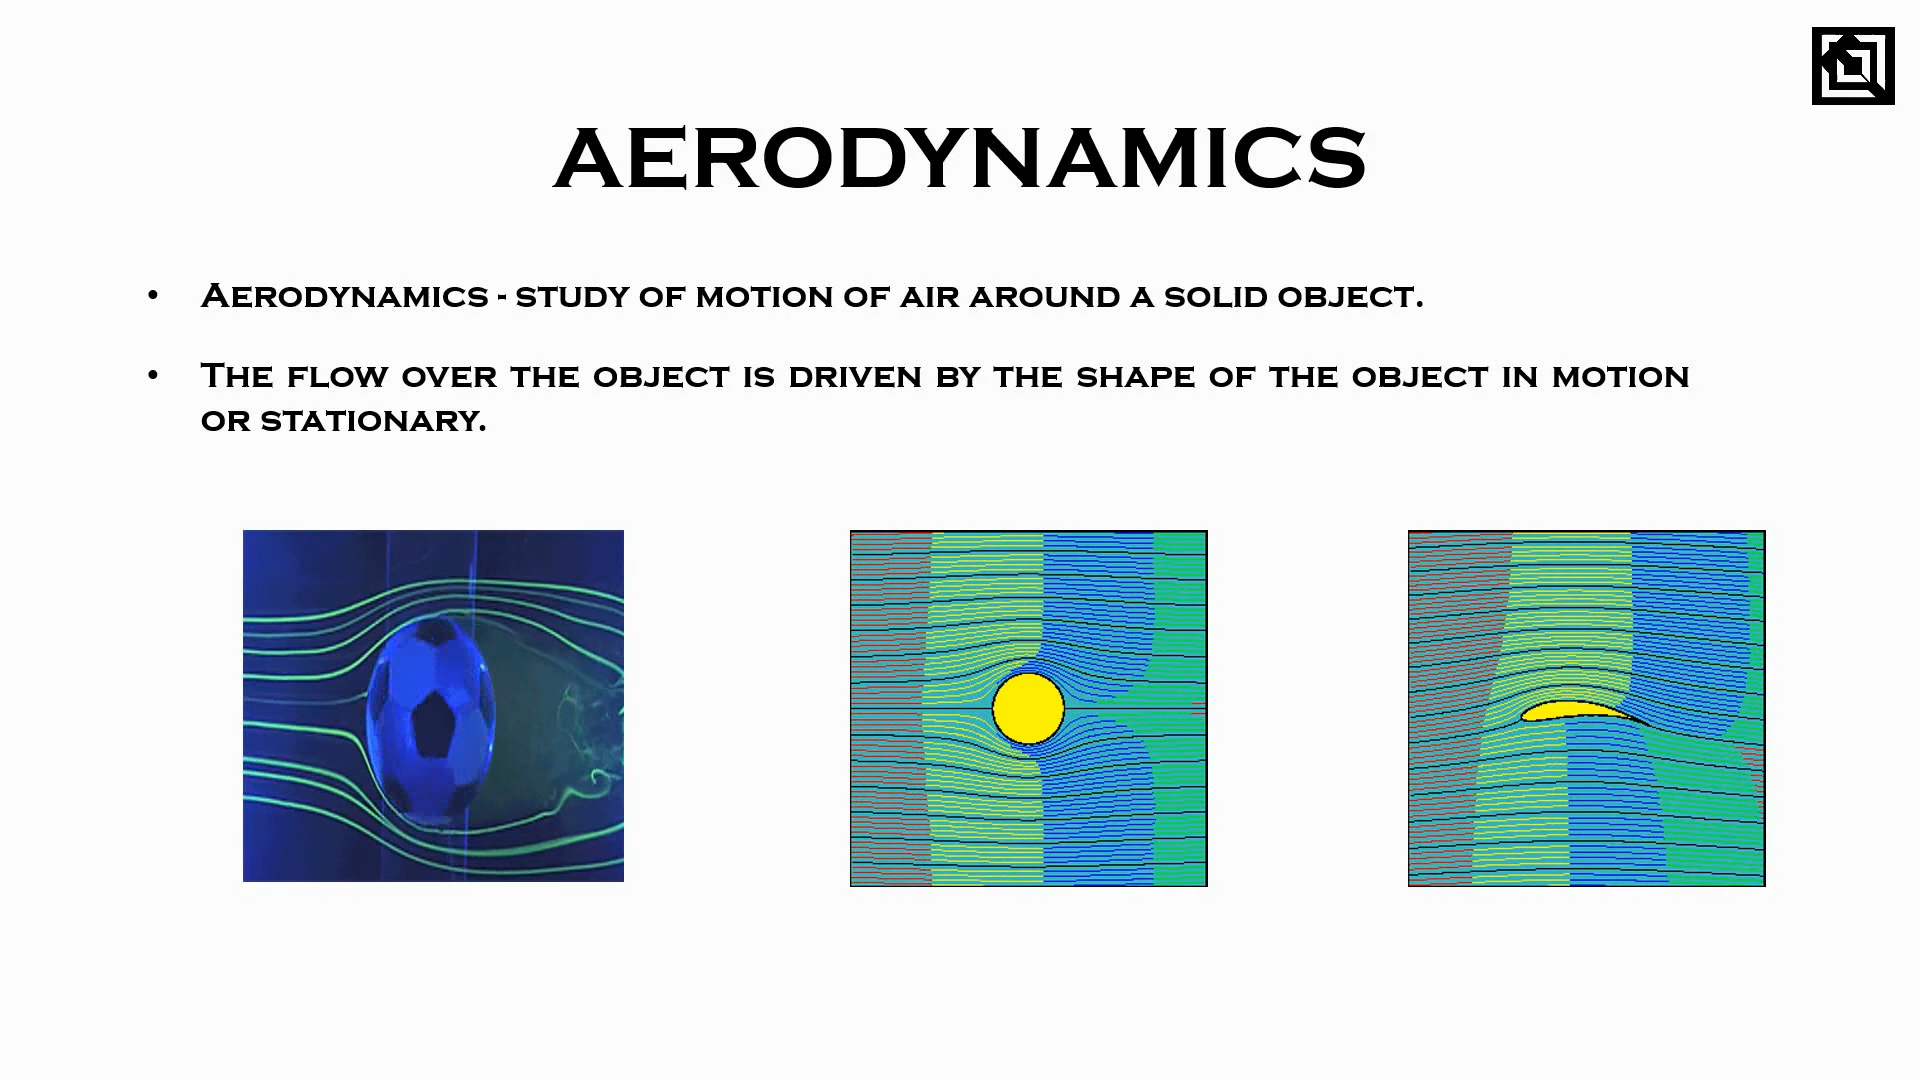 AERODYNAMICS
• AERODYNAMICS - STUDY OF MOTION OF AIR AROUND A SOLID OBJECT.
• THE FLOW OVER THE OBJECT IS DRIVEN BY THE SHAPE OF THE OBJECT IN MOTION
OR STATIONARY.